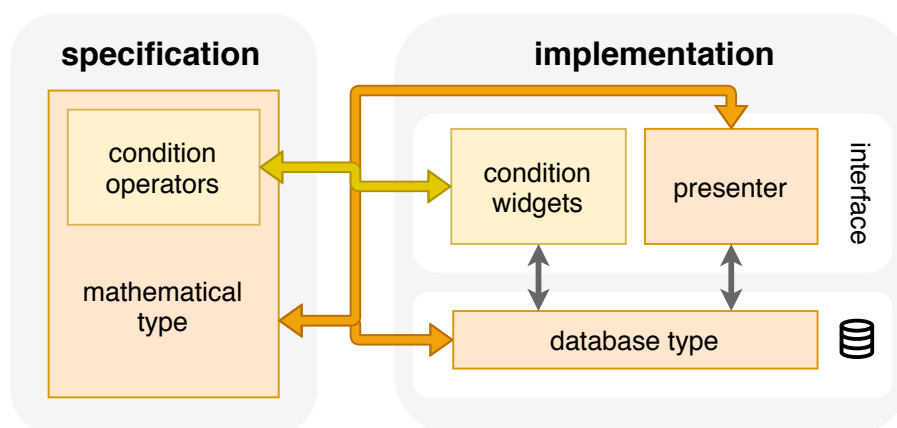 specification
condition
operators
mathematical
type
implementation
condition
widgets
presenter
interface
database type